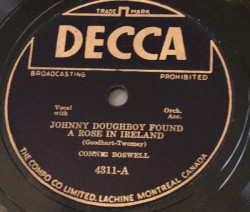 TRADE MARK
DECCA
BROADCASTING PROHIBITED
Vocal with
Orch. Acc.
JOHNNY DOUGHBOY FOUND
A ROSE IN IRELAND
(Goodhart-Twomey)
CONNIE BOSWELL
4311-A
THE COMPO CO. LIMITED, LACHINE MONTREAL CANADA